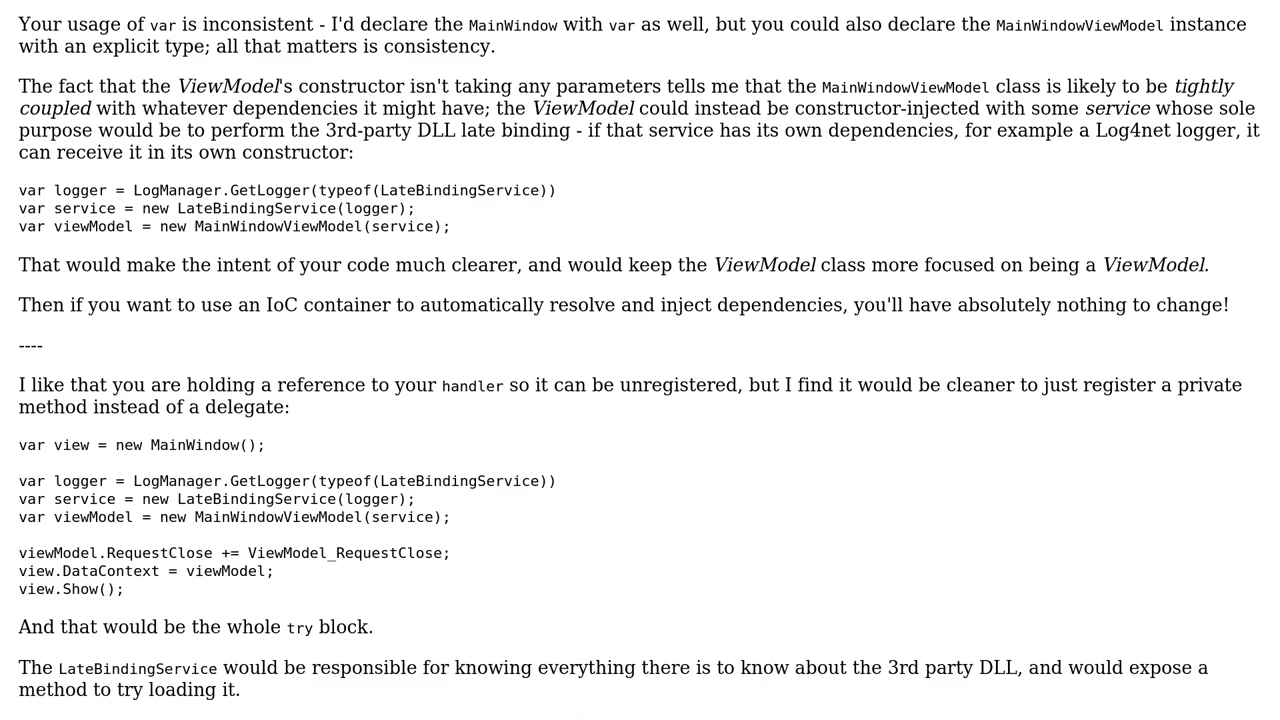 Your usage of var is inconsistent - I'd declare the MainWindow with var as well, but you could also declare the MainWindowViewModel instance
with an explicit type; all that matters is consistency.
The fact that the ViewModel's constructor isn't taking any parameters tells me that the MainWindowViewModel class is likely to be tightly
coupled with whatever dependencies it might have; the ViewModel could instead be constructor-injected with some service whose sole
purpose would be to perform the 3rd-party DLL late binding - if that service has its own dependencies, for example a Log4net logger, it
can receive it in its own constructor:
var logger = LogManager.GetLogger(typeof(LateBindingService))
var service = new LateBindingService(logger);
var viewModel = new MainWindowViewModel(service);
That would make the intent of your code much clearer, and would keep the ViewModel class more focused on being a ViewModel.
Then if you want to use an IoC container to automatically resolve and inject dependencies, you'll have absolutely nothing to change!
----
I like that you are holding a reference to your handler so it can be unregistered, but I find it would be cleaner to just register a private
method instead of a delegate:
var view = new MainWindow();
var logger = LogManager.GetLogger(typeof(LateBindingService))
var service = new LateBindingService(logger);
var viewModel = new MainWindowViewModel(service);
viewModel.RequestClose += ViewModel_RequestClose;
view.DataContext = viewModel;
view.Show();
And that would be the whole try block.
The LateBindingService would be responsible for knowing everything there is to know about the 3rd party DLL, and would expose a
method to try loading it.